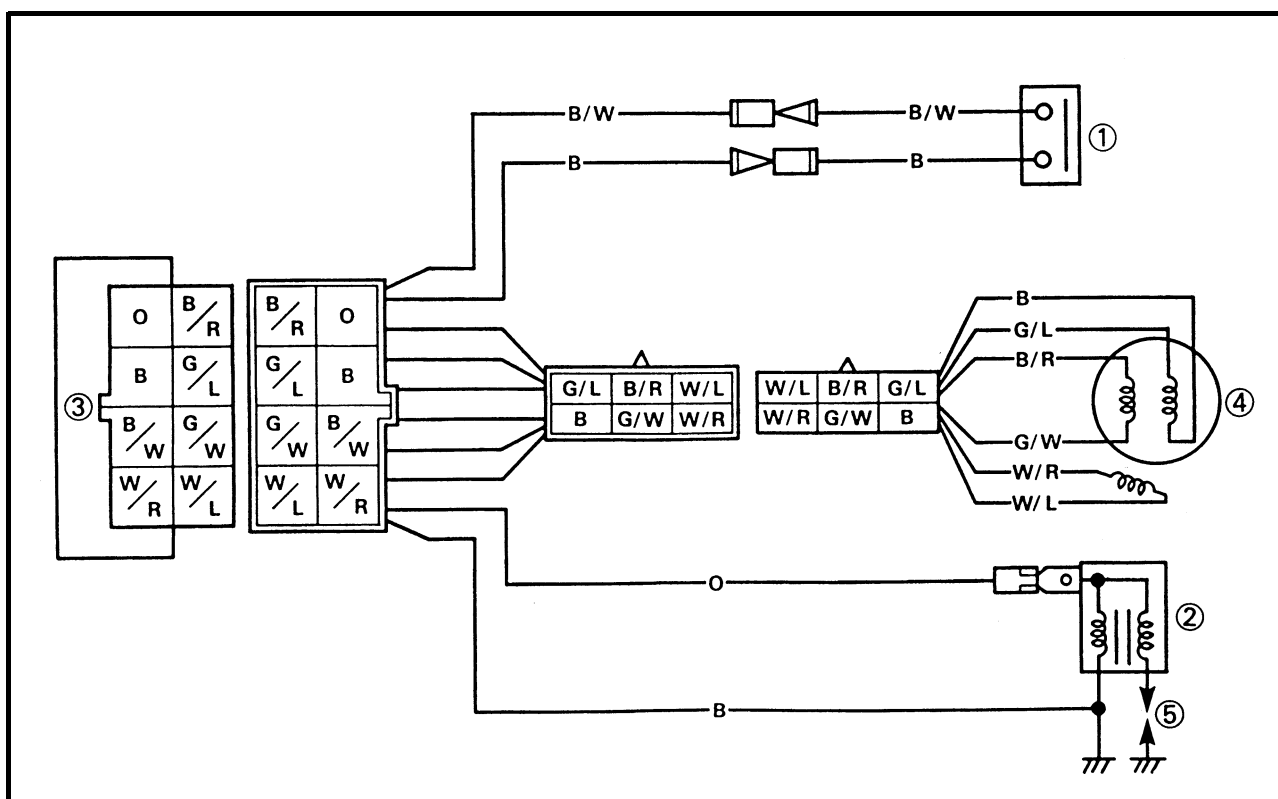 B/W B/W
①
B B
O B/R B/R O
B G/L G/L B
B/W G/W G/W B/W
W/R W/L W/L W/R
③
G/L B/R W/L
B G/W W/R
W/L B/R G/L
W/R G/W B
B
G/L
B/R
④
G/W
W/R
W/L
O
②
B
⑤